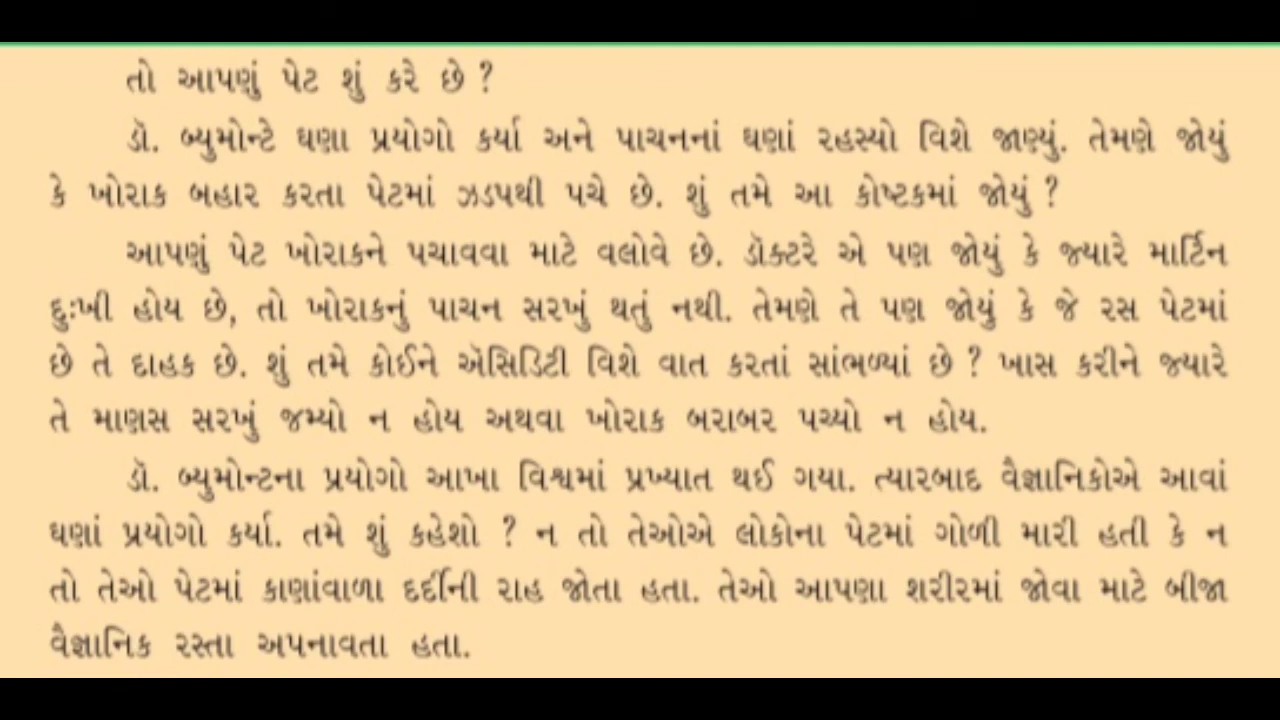 તો આપણું પેટ શું કરે છે ?
ડૉ. બ્યુમોન્ટે ઘણા પ્રયોગો કર્યા અને પાચનનાં ઘણાં રહસ્યો વિશે જાણ્યું. તેમણે જોયું
કે ખોરાક બહાર કરતા પેટમાં ઝડપથી પચે છે. શું તમે આ કોષ્ટકમાં જોયું ?
આપણું પેટ ખોરાકને પચાવવા માટે વલોવે છે. ડૉક્ટરે એ પણ જોયું કે જ્યારે માર્ટિન
દુઃખી હોય છે, તો ખોરાકનું પાચન સરખું થતું નથી. તેમણે તે પણ જોયું કે જે રસ પેટમાં
છે તે દાહક છે. શું તમે કોઈને ઍસિડિટી વિશે વાત કરતાં સાંભળ્યાં છે ? ખાસ કરીને જ્યારે
તે માણસ સરખું જમ્યો ન હોય અથવા ખોરાક બરાબર પચ્યો ન હોય.
ડૉ. બ્યુમોન્ટના પ્રયોગો આખા વિશ્વમાં પ્રખ્યાત થઈ ગયા. ત્યારબાદ વૈજ્ઞાનિકોએ આવાં
ઘણાં પ્રયોગો કર્યા. તમે શું કહેશો ? ન તો તેઓએ લોકોના પેટમાં ગોળી મારી હતી કે ન
તો તેઓ પેટમાં કાણાંવાળા દર્દીની રાહ જોતા હતા. તેઓ આપણા શરીરમાં જોવા માટે બીજા
વૈજ્ઞાનિક રસ્તા અપનાવતા હતા.